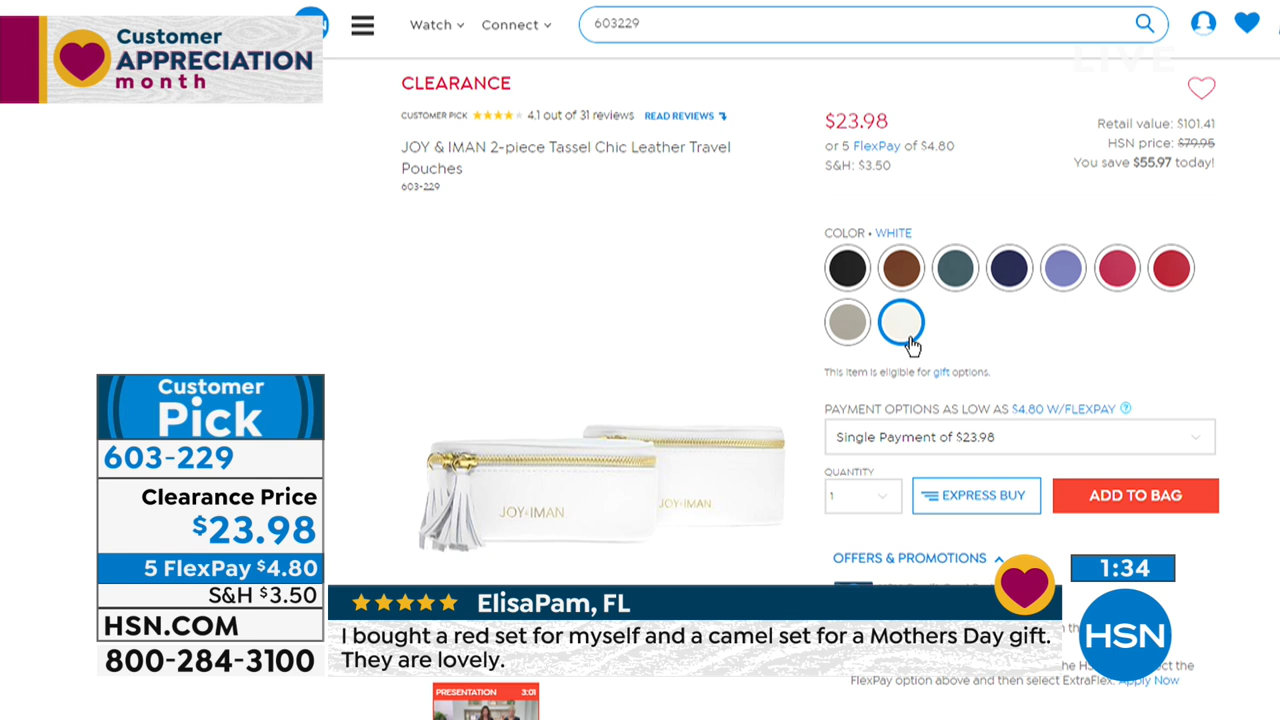 Customer
APPRECIATION
month
Watch
Connect
603229
LIVE
CLEARANCE
CUSTOMER PICK 4.1 out of 31 reviews READ REVIEWS
JOY & IMAN 2-piece Tassel Chic Leather Travel
Pouches
603-229
$23.98
or 5 FlexPay of $4.80
S&H: $3.50
Retail value: $101.41
HSN price: $79.95
You save $55.97 today!
COLOR • WHITE
This item is eligible for gift options.
PAYMENT OPTIONS AS LOW AS $4.80 W/FLEXPAY ?
Single Payment of $23.98
QUANTITY
1
EXPRESS BUY
ADD TO BAG
OFFERS & PROMOTIONS
JOY&IMAN
JOY&IMAN
Customer
Pick
603-229
Clearance Price
$23.98
5 FlexPay $4.80
S&H $3.50
HSN.COM
800-284-3100
ElisaPam, FL
I bought a red set for myself and a camel set for a Mothers Day gift.
They are lovely.
1:34
HSN
FlexPay option above and then select ExtraFlex. Apply Now
PRESENTATION 3:01